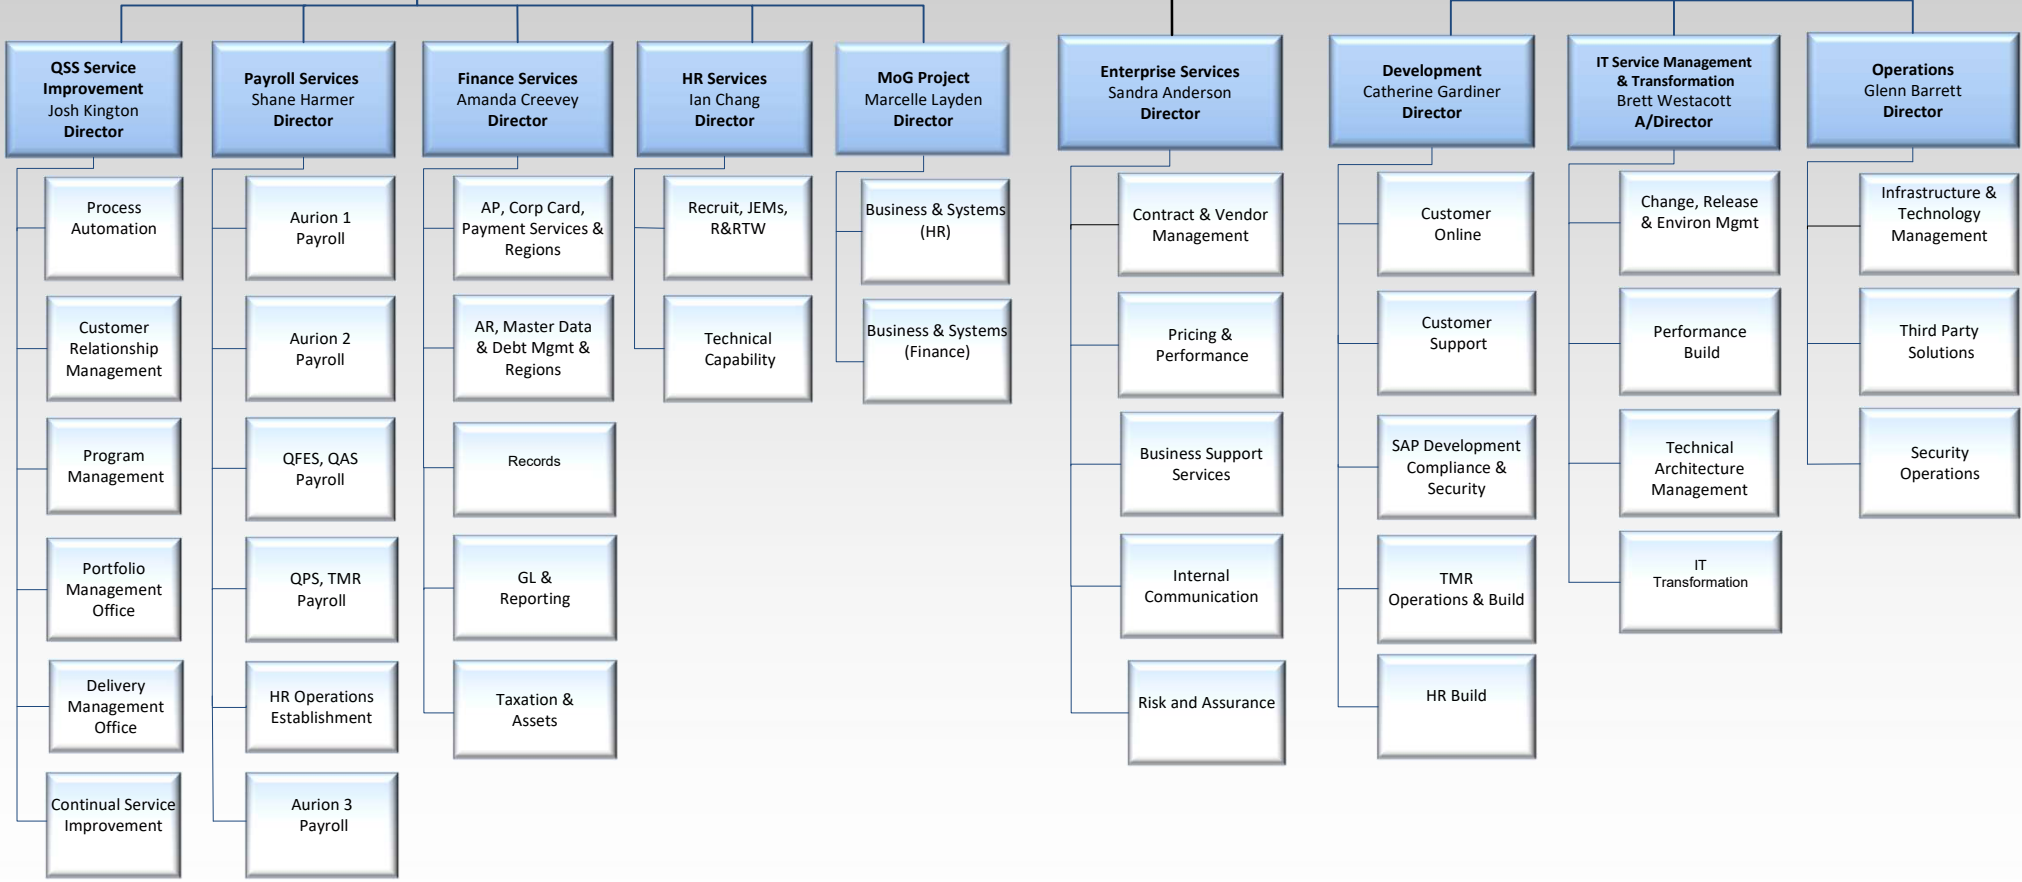 QSS Service
Improvement
Josh Kington
Director
Process
Automation
Customer
Relationship
Management
Program
Management
Portfolio
Management
Office
Delivery
Management
Office
Continual Service
Improvement
Payroll Services
Shane Harmer
Director
Aurion 1
Payroll
Aurion 2
Payroll
QFES, QAS
Payroll
QPS, TMR
Payroll
HR Operations
Establishment
Aurion 3
Payroll
Finance Services
Amanda Creevey
Director
AP, Corp Card,
Payment Services &
Regions
AR, Master Data
& Debt Mgmt &
Regions
Records
GL &
Reporting
Taxation &
Assets
HR Services
Ian Chang
Director
Recruit, JEMs,
R&RTW
Technical
Capability
MoG Project
Marcelle Layden
Director
Business & Systems
(HR)
Business & Systems
(Finance)
Enterprise Services
Sandra Anderson
Director
Contract & Vendor
Management
Pricing &
Performance
Business Support
Services
Internal
Communication
Risk and Assurance
Development
Catherine Gardiner
Director
Customer
Online
Customer
Support
SAP Development
Compliance &
Security
TMR
Operations & Build
HR Build
IT Service Management
& Transformation
Brett Westacott
A/Director
Change, Release
& Environ Mgmt
Performance
Build
Technical
Architecture
Management
IT
Transformation
Operations
Glenn Barrett
Director
Infrastructure &
Technology
Management
Third Party
Solutions
Security
Operations